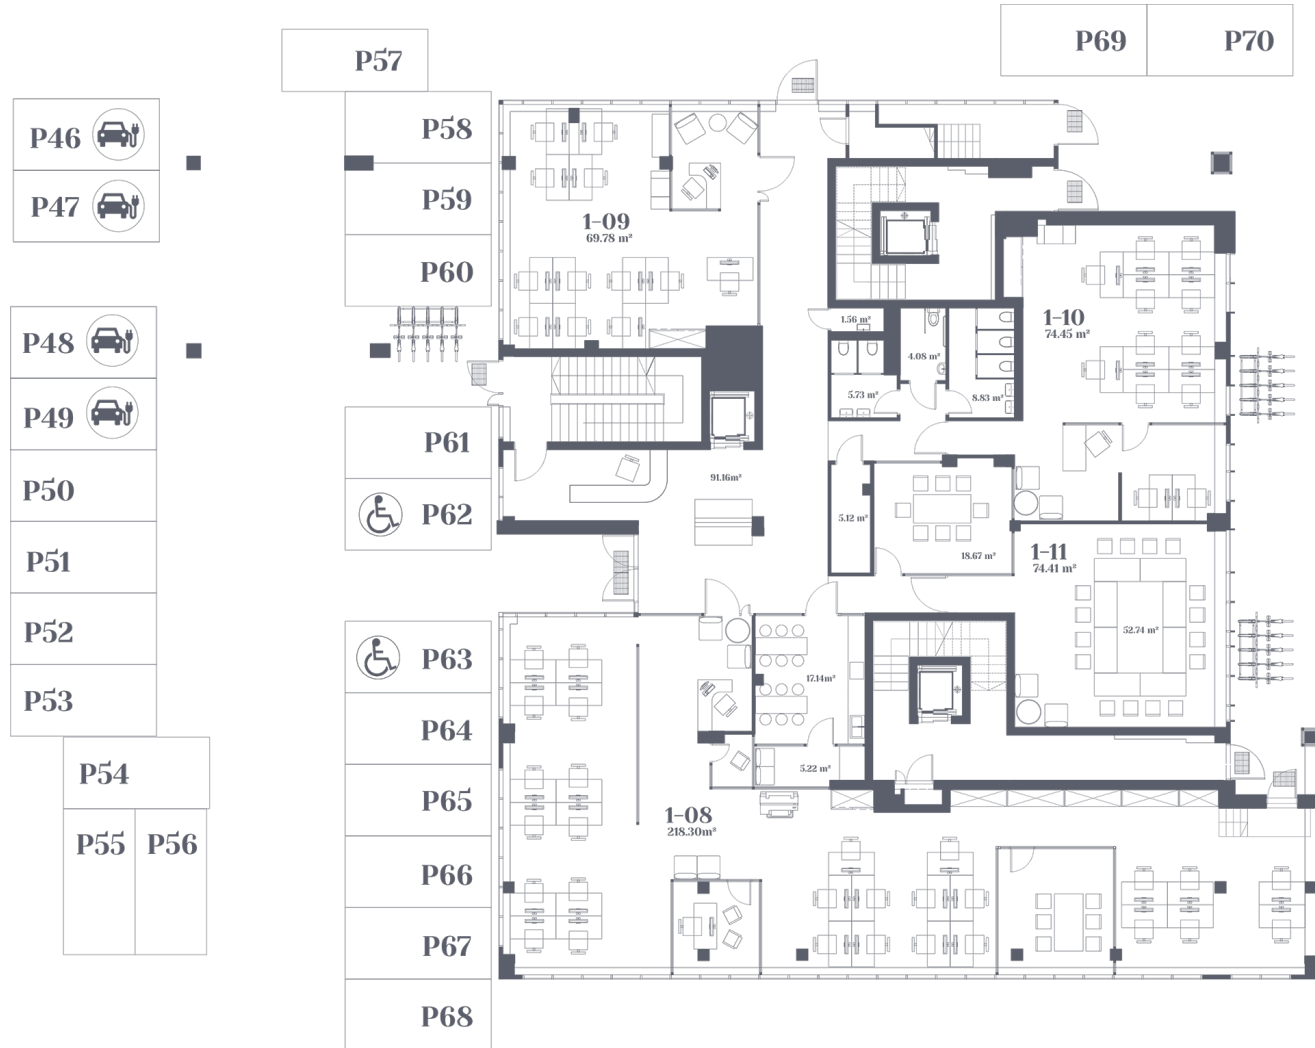 P69
P70
P57
P46
P58
P47
P59
1-09
69.78 m²
P60
1-10
74.45 m²
1.56 m²
P48
4.08 m²
P49
5.73 m²
8.83 m²
P61
91.16m²
P50
P62
5.12 m²
18.67 m²
1-11
74.41 m²
P51
P52
52.74 m²
P63
17.14m²
P53
P64
5.22 m²
P54
P65
1-08
218.30m²
P55
P56
P66
P67
P68